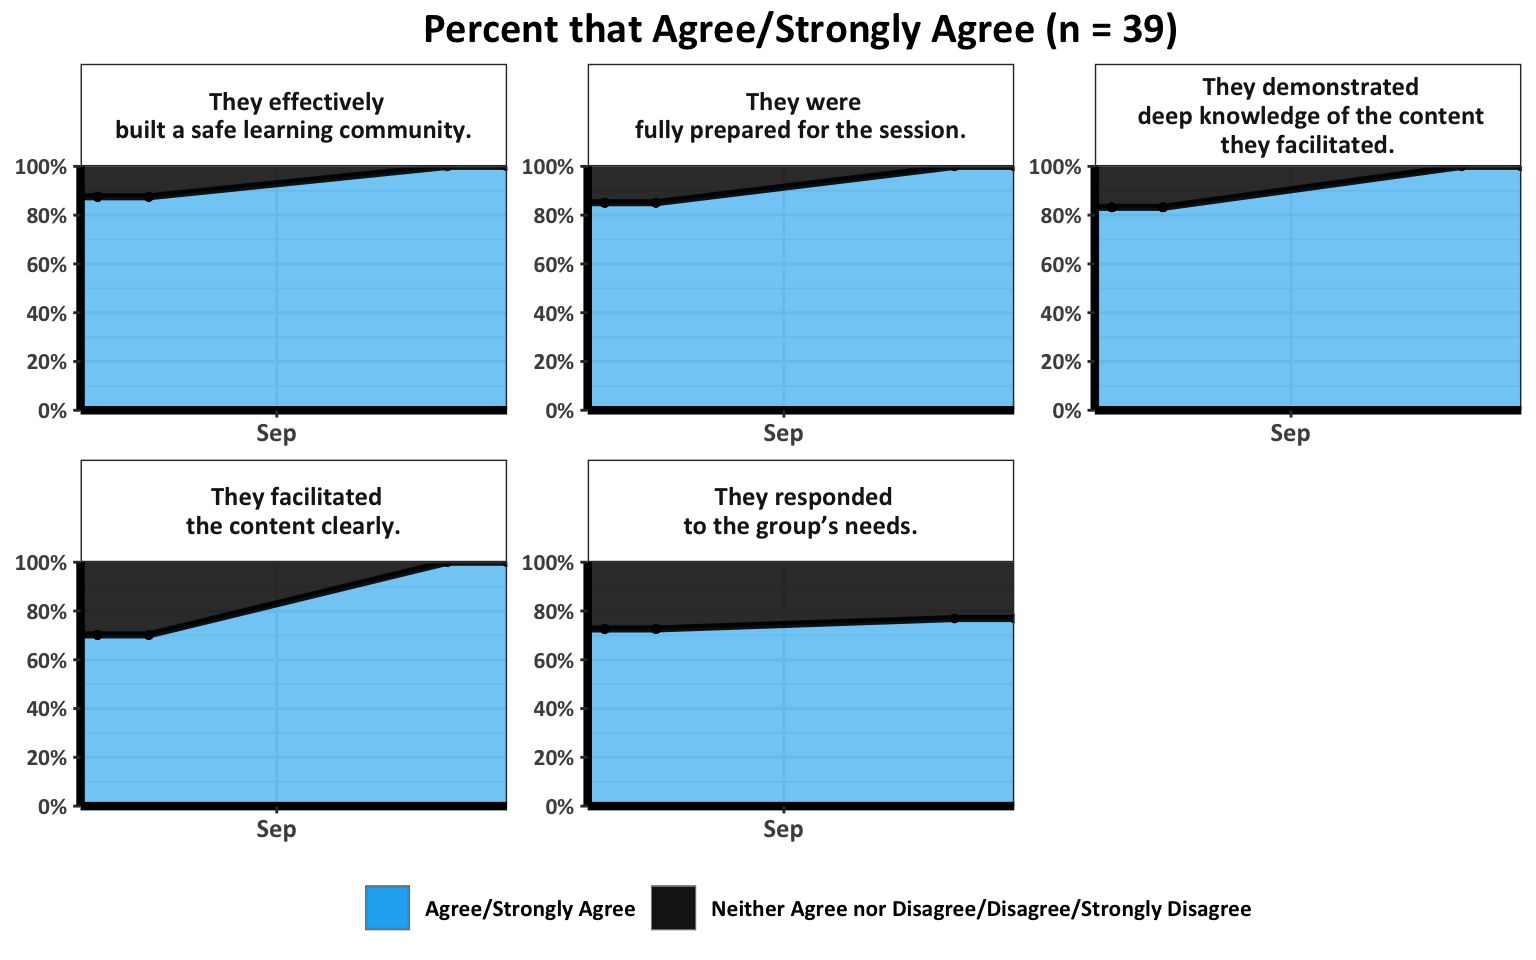 Percent that Agree/Strongly Agree (n = 39)
They effectively
built a safe learning community.
100%
80%
60%
40%
20%
0%
Sep
They were
fully prepared for the session.
100%
80%
60%
40%
20%
0%
Sep
They demonstrated
deep knowledge of the content
they facilitated.
100%
80%
60%
40%
20%
0%
Sep
They facilitated
the content clearly.
100%
80%
60%
40%
20%
0%
Sep
They responded
to the group’s needs.
100%
80%
60%
40%
20%
0%
Sep
Agree/Strongly Agree
Neither Agree nor Disagree/Disagree/Strongly Disagree